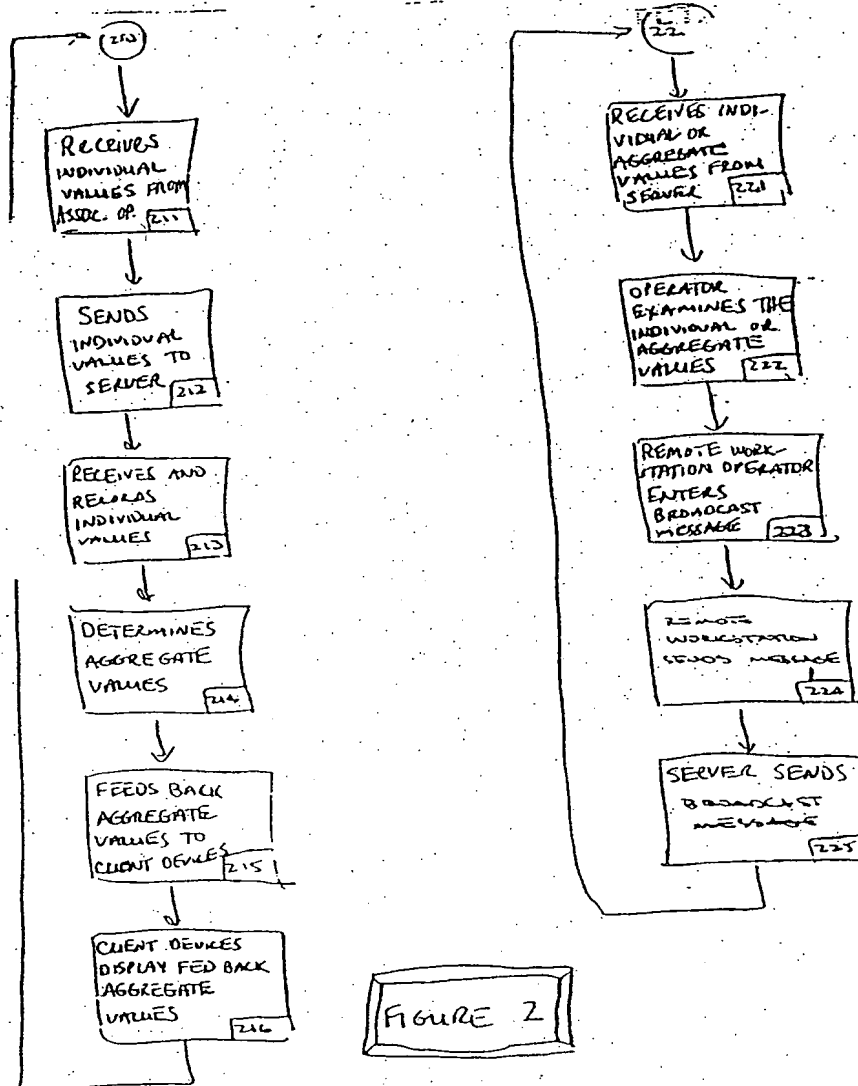 RECEIVES
INDIVIDUAL
VALUES FROM
ASSOC. OP. 211
SENDS
INDIVIDUAL
VALUES TO
SERVER 212
RECEIVES AND
RECORDS
INDIVIDUAL
VALUES 213
DETERMINES
AGGREGATE
VALUES 214
FEEDS BACK
AGGREGATE
VALUES TO
CLIENT DEVICES 215
CLIENT DEVICES
DISPLAY FED BACK
AGGREGATE
VALUES 216
22
RECEIVES INDI-
VIDUAL OR
AGGREGATE
VALUES FROM
SERVER 221
OPERATOR
EXAMINES THE
INDIVIDUAL OR
AGGREGATE
VALUES 222
REMOTE WORK-
STATION OPERATOR
ENTERS
BROADCAST
MESSAGE 223
REMOTE
WORKSTATION
SENDS MESSAGE
224
SERVER SENDS
BROADCAST
MESSAGE
225
FIGURE 2